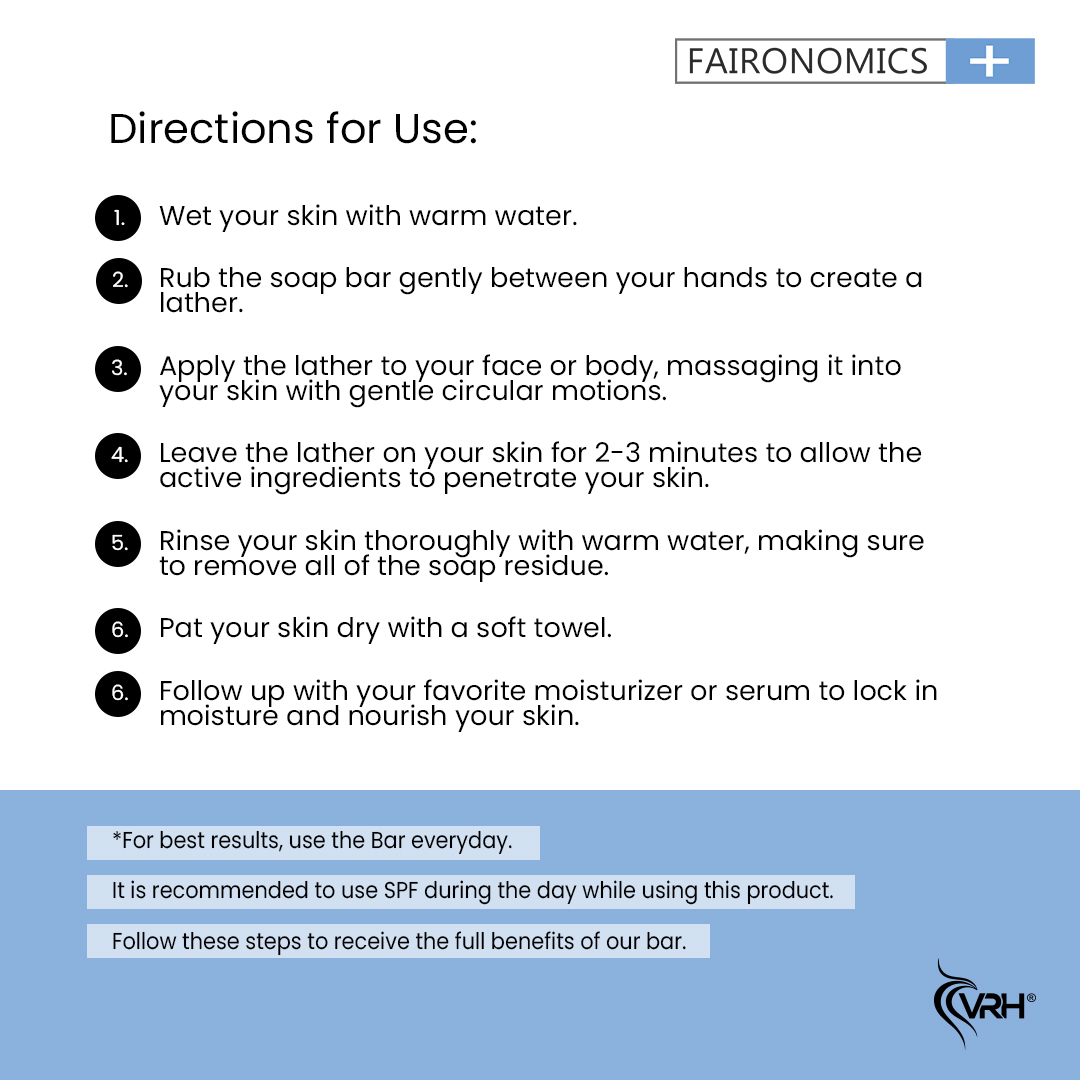 FAIRONOMICS +
Directions for Use:
1. Wet your skin with warm water.
2. Rub the soap bar gently between your hands to create a
lather.
3. Apply the lather to your face or body, massaging it into
your skin with gentle circular motions.
4. Leave the lather on your skin for 2-3 minutes to allow the
active ingredients to penetrate your skin.
5. Rinse your skin thoroughly with warm water, making sure
to remove all of the soap residue.
6. Pat your skin dry with a soft towel.
6. Follow up with your favorite moisturizer or serum to lock in
moisture and nourish your skin.
*For best results, use the Bar everyday.
It is recommended to use SPF during the day while using this product.
Follow these steps to receive the full benefits of our bar.
VRH®